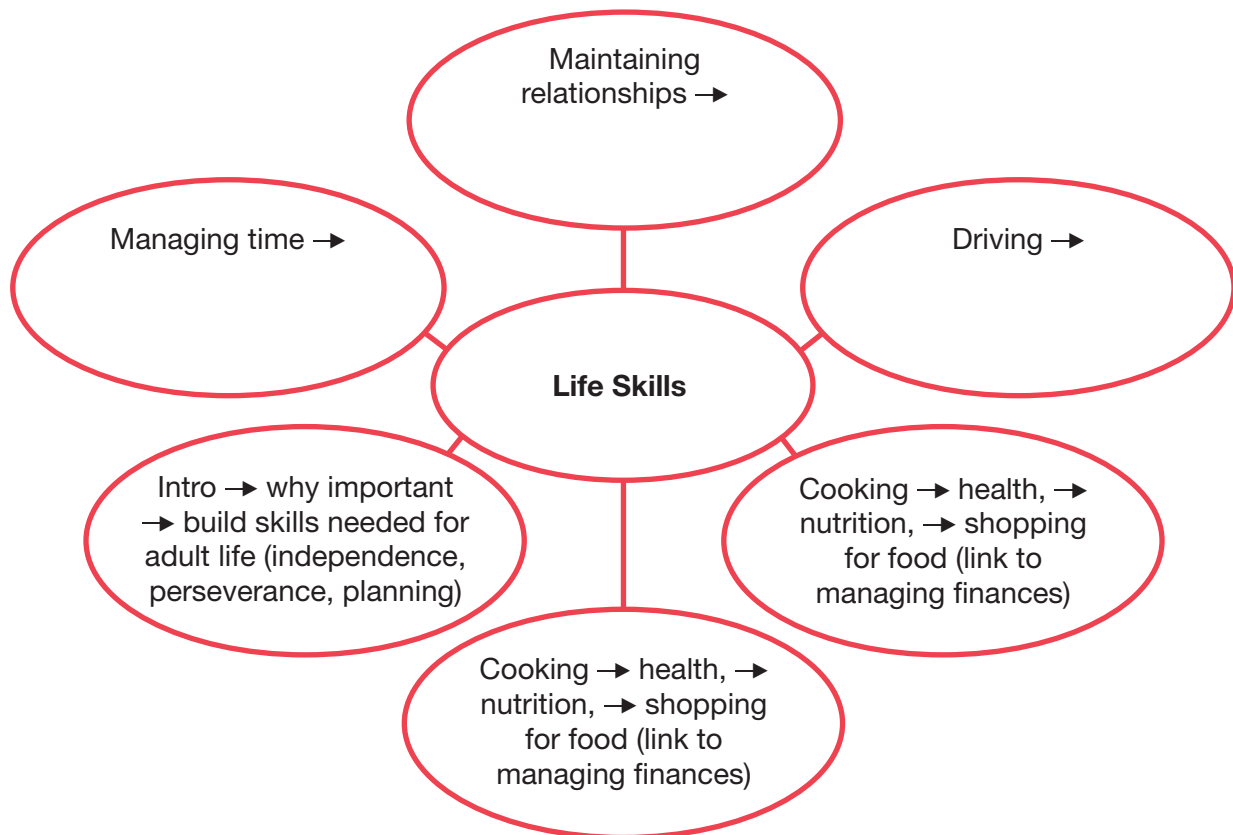 Maintaining
relationships →
Managing time →
Driving →
Life Skills
Intro → why important
→ build skills needed for
adult life (independence,
perseverance, planning)
Cooking → health, →
nutrition, → shopping
for food (link to
managing finances)
Cooking → health, →
nutrition, → shopping
for food (link to
managing finances)